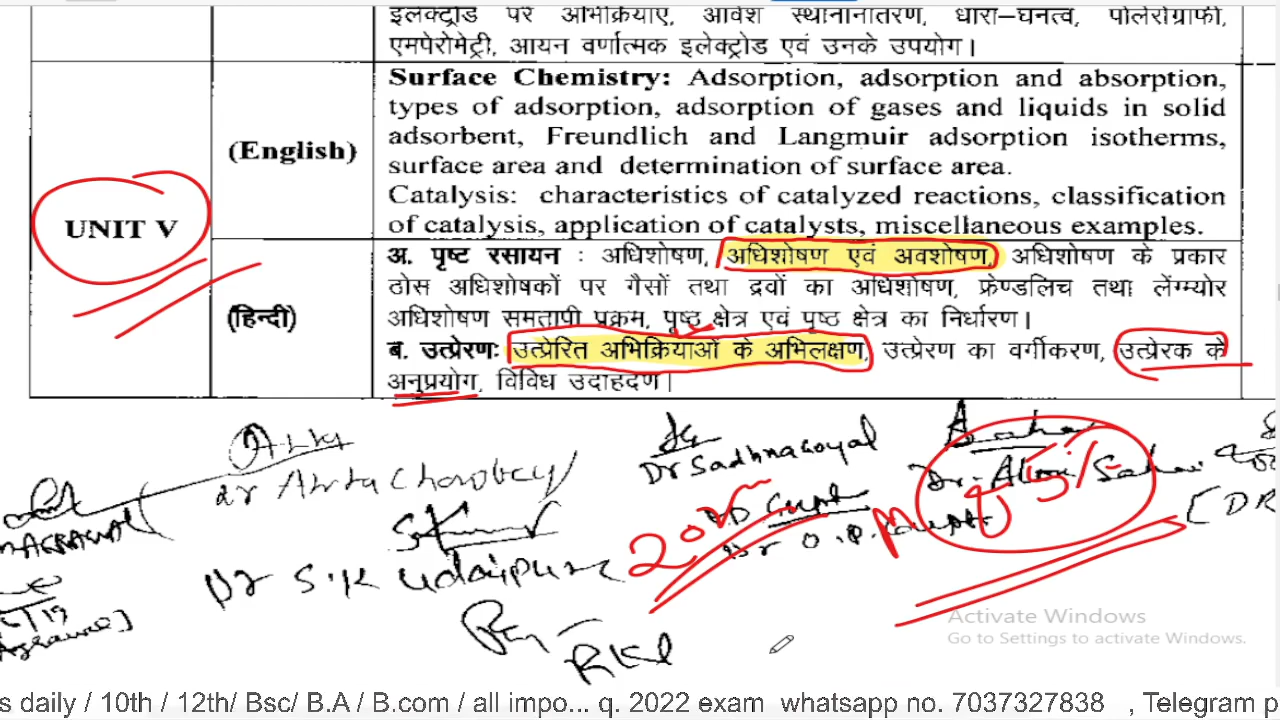 इलेक्ट्रोड पर अभिक्रियाएं, आवेश स्थानान्तरण, धारा-घनत्व, पोलेरोग्राफी,
एमपेरोमेट्री, आयन वर्णात्मक इलेक्ट्रोड एवं उनके उपयोग।
Surface Chemistry: Adsorption, adsorption and absorption,
types of adsorption, adsorption of gases and liquids in solid
adsorbent, Freundlich and Langmuir adsorption isotherms,
(English)
surface area and determination of surface area.
Catalysis: characteristics of catalyzed reactions, classification
of catalysis, application of catalysts, miscellaneous examples.
UNIT V
अ. पृष्ट रसायन : अधिशोषण, अधिशोषण एवं अवशोषण, अधिशोषण के प्रकार
ठोस अधिशोषकों पर गैसों तथा द्रवों का अधिशोषण, फ्रेण्डलिच तथा लेंग्म्योर
(हिन्दी)
अधिशोषण समतापी प्रक्रम, पृष्ठ क्षेत्र एवं पृष्ठ क्षेत्र का निर्धारण।
ब. उत्प्रेरणः उत्प्रेरित अभिक्रियाओं के अभिलक्षण, उत्प्रेरण का वर्गीकरण, उत्प्रेरक के
अनुप्रयोग, विविध उदाहदण।
Dr Sadhna Goyal
Dr S.K Udaipure
Activate Windows
Go to Settings to activate Windows.
s daily / 10th / 12th/ Bsc/ B.A / B.com / all impo... q. 2022 exam whatsapp no. 7037327838 , Telegram p